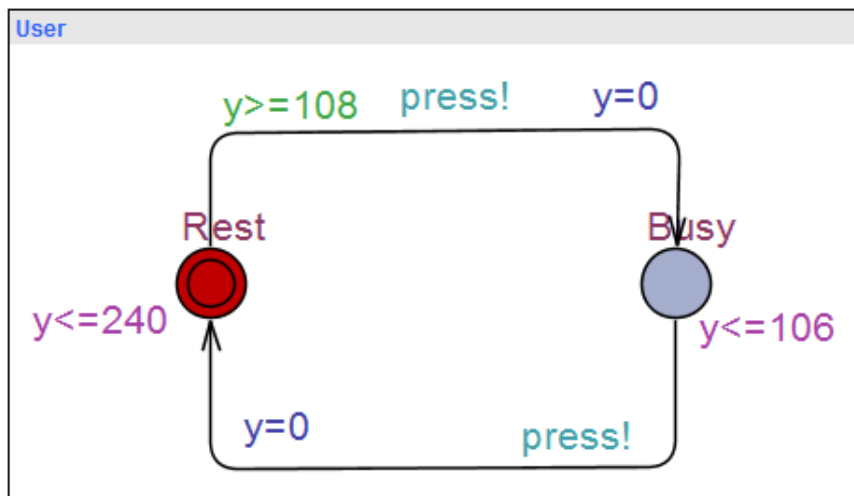 User
y>=108 press! y=0
Rest Busy
y<=240 y<=106
y=0 press!